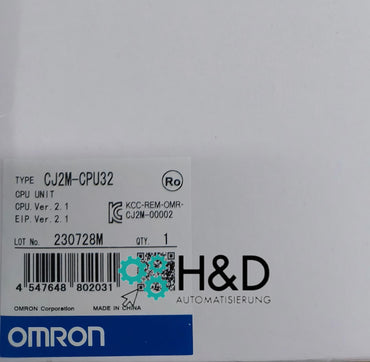 TYPE CJ2M-CPU32
CPU UNIT
CPU. Ver. 2.1
EIP. Ver. 2.1
Ro
KCC-REM-OMR-
CJ2M-00002
LOT No. 230728M QTY. 1
4 547648 802031
OMRON Corporation MADE IN CHINA
OMRON
H&D
AUTOMATISIERUNG